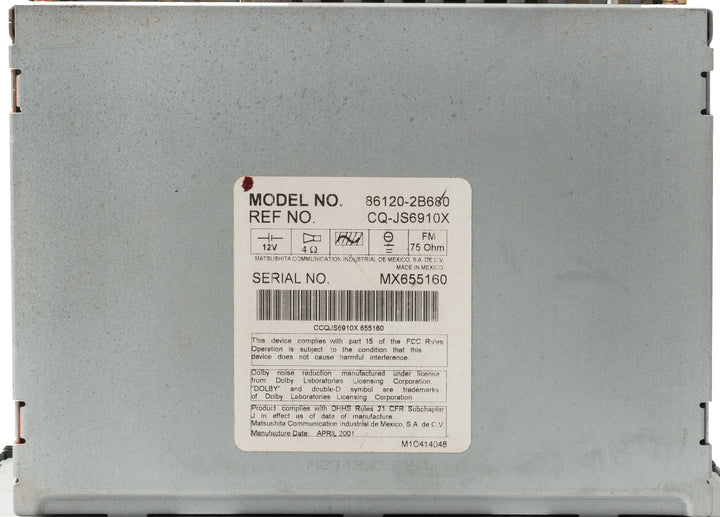 MODEL NO. 86120-2B680
REF NO. CQ-JS6910X
12V 4 Ω FM 75 Ohm
MATSUSHITA COMMUNICATION INDUSTRIAL DE MEXICO, S.A. DE C.V.
MADE IN MEXICO.
SERIAL NO. MX655160
CCQJS6910X 655160
This device complies with part 15 of the FCC Rules
Operation is subject to the condition that this
device does not cause harmful interference.
Dolby noise reduction manufactured under license
from Dolby Laboratories Licensing Corporation.
"DOLBY" and double-D symbol are trademarks
of Dolby Laboratories Licensing Corporation.
Product complies with DHHS Rules 21 CFR Subchapter
J in effect as of date of manufacture.
Matsushita Communication industrial de Mexico, S.A. de C.V.
Manufacture Date: APRIL 2001
M1C414048